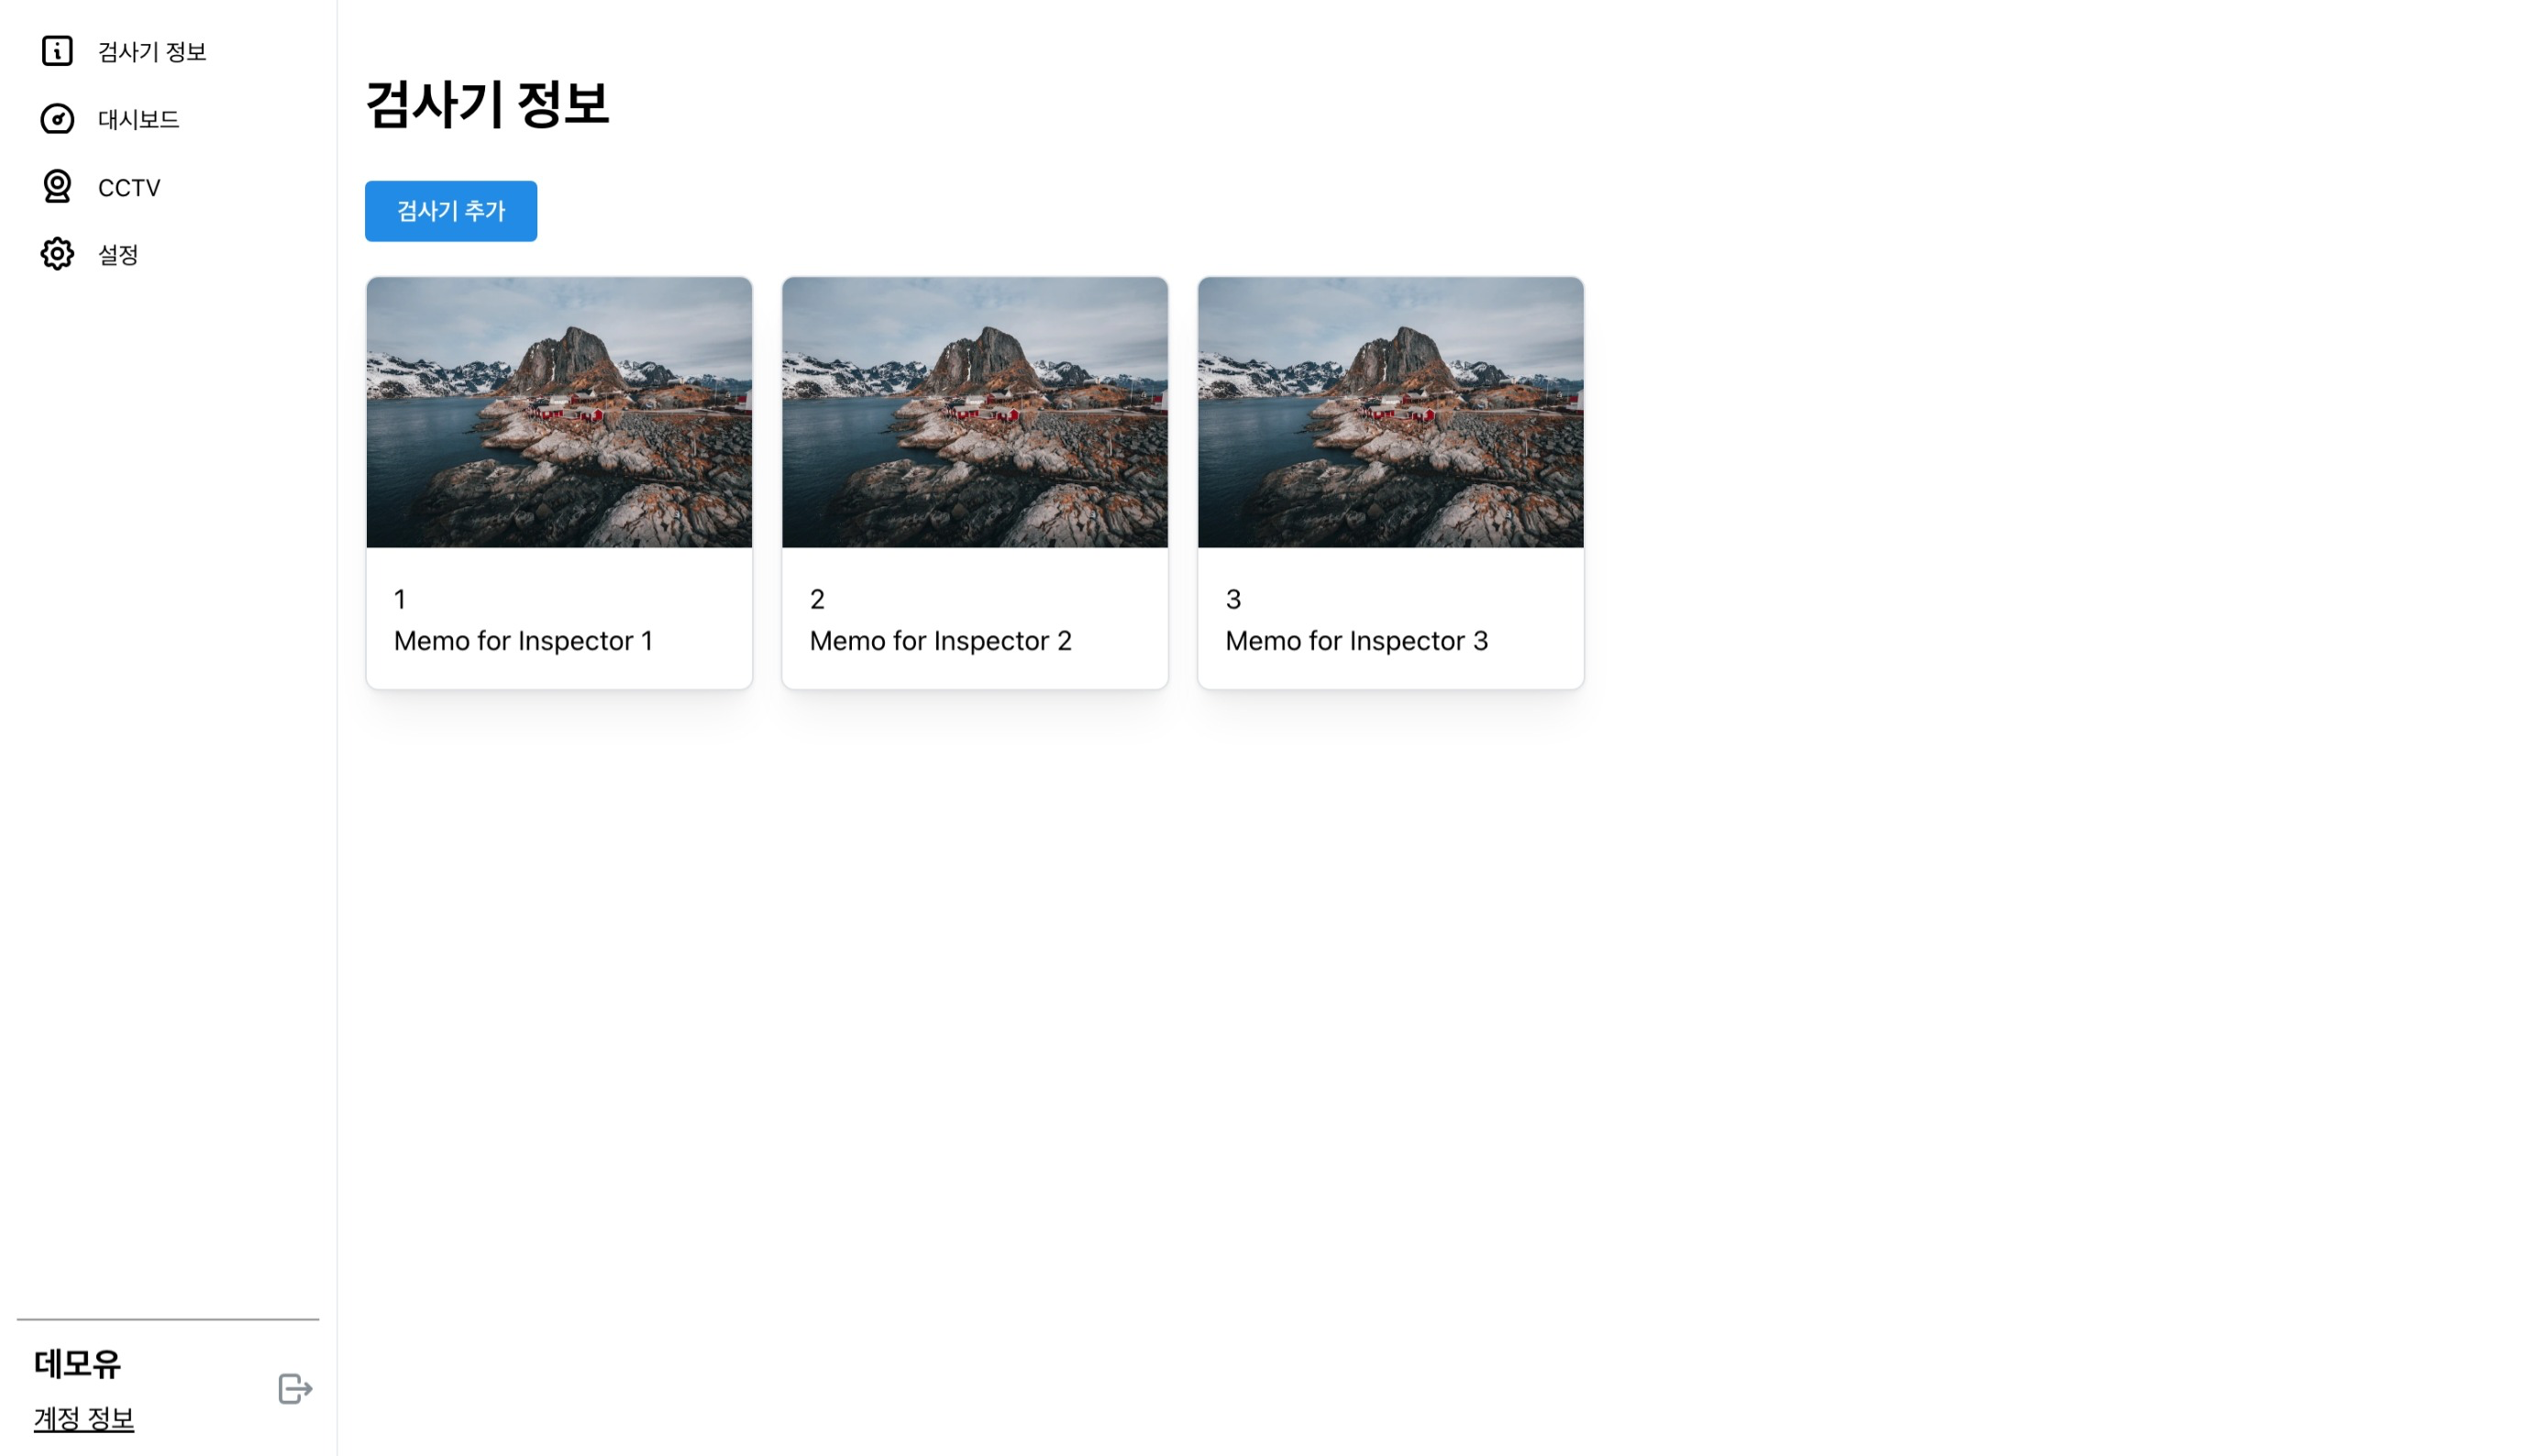 검사기 정보
대시보드
CCTV
설정
데모유
계정 정보
검사기 정보
검사기 추가
1
Memo for Inspector 1
2
Memo for Inspector 2
3
Memo for Inspector 3